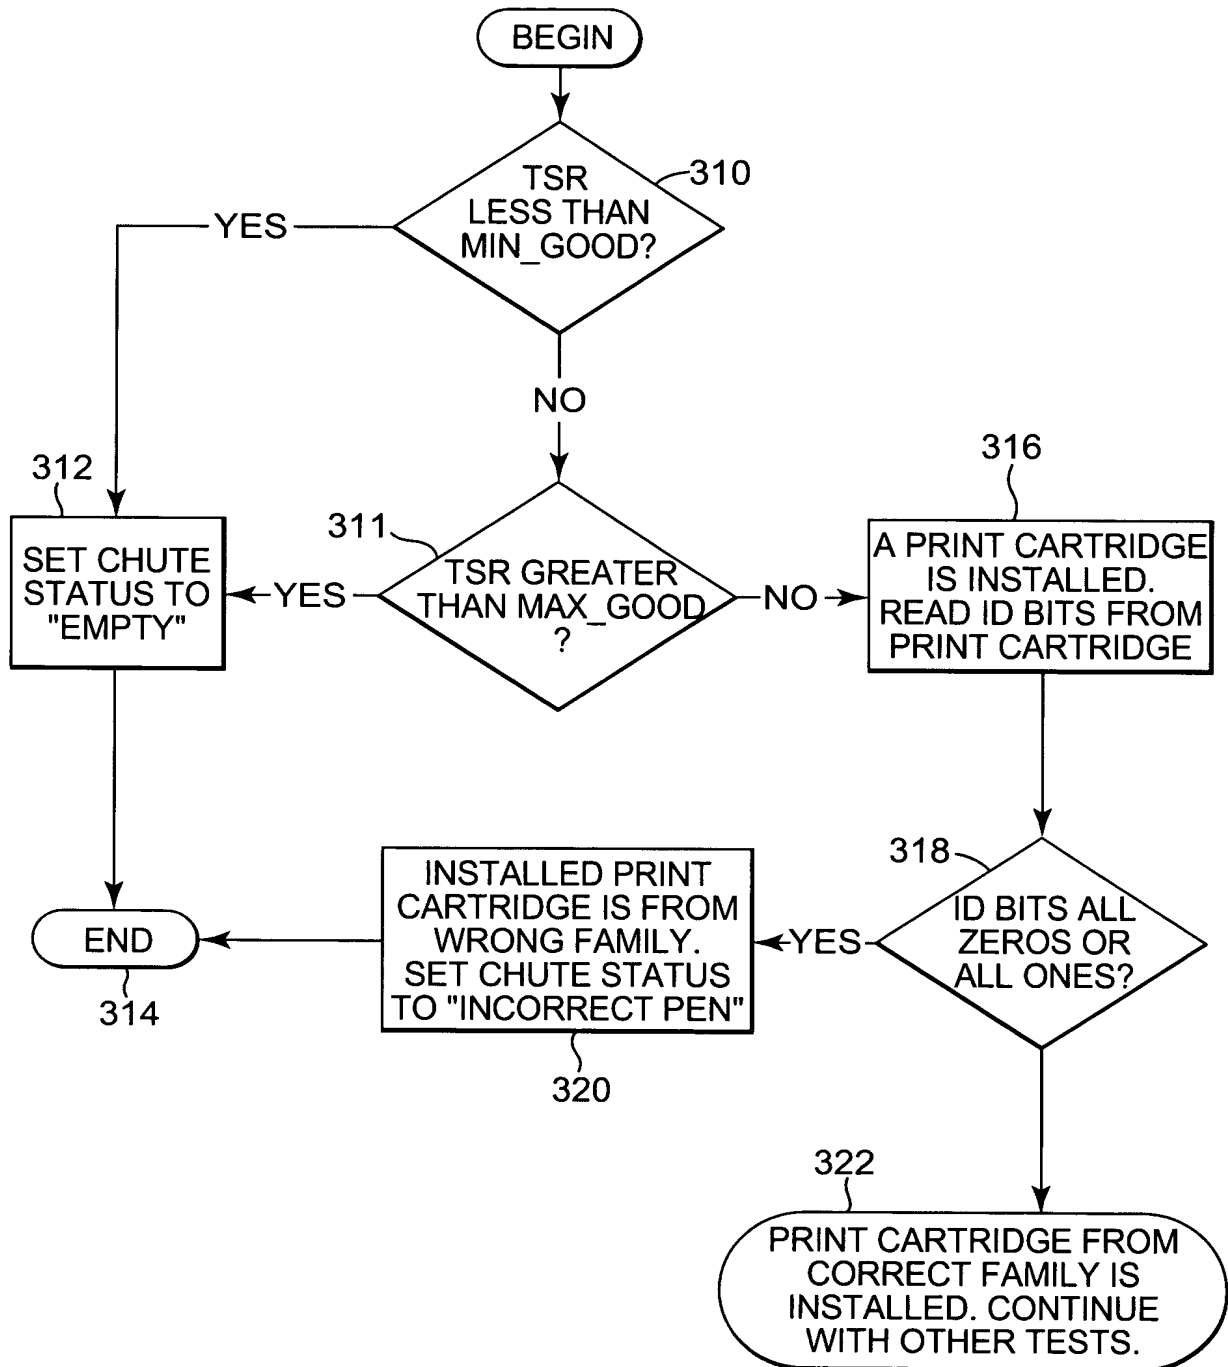 BEGIN
310
TSR
LESS THAN
MIN_GOOD?
YES
NO
312
SET CHUTE
STATUS TO
"EMPTY"
311
YES
TSR GREATER
THAN MAX_GOOD
?
NO
316
A PRINT CARTRIDGE
IS INSTALLED.
READ ID BITS FROM
PRINT CARTRIDGE
318
ID BITS ALL
ZEROS OR
ALL ONES?
YES
INSTALLED PRINT
CARTRIDGE IS FROM
WRONG FAMILY.
SET CHUTE STATUS
TO "INCORRECT PEN"
320
END
314
322
PRINT CARTRIDGE FROM
CORRECT FAMILY IS
INSTALLED. CONTINUE
WITH OTHER TESTS.